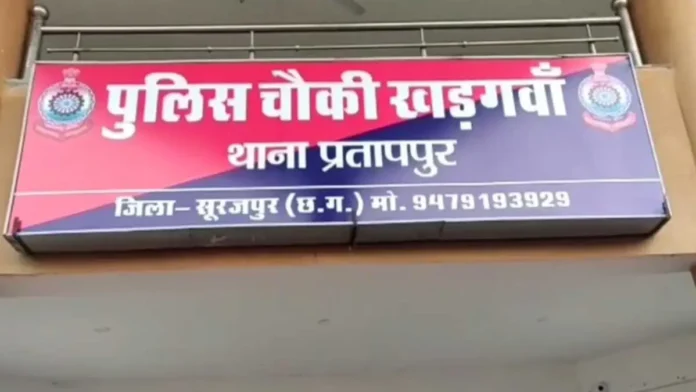 पुलिस चौकी खड़गवाँ
थाना प्रतापपुर
जिला- सूरजपुर (छ.ग.) मो. 9479193929